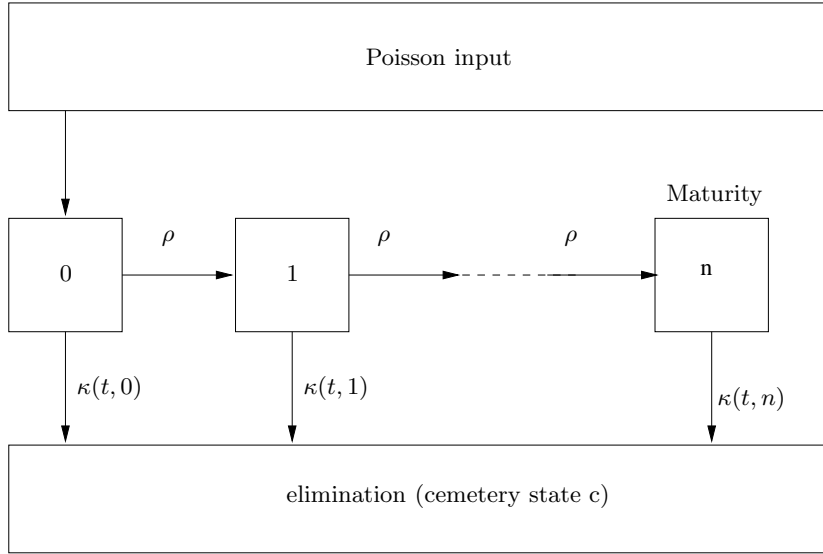 Poisson input
Maturity
ρ ρ ρ
0 1 n
κ(t, 0) κ(t, 1) κ(t, n)
elimination (cemetery state c)